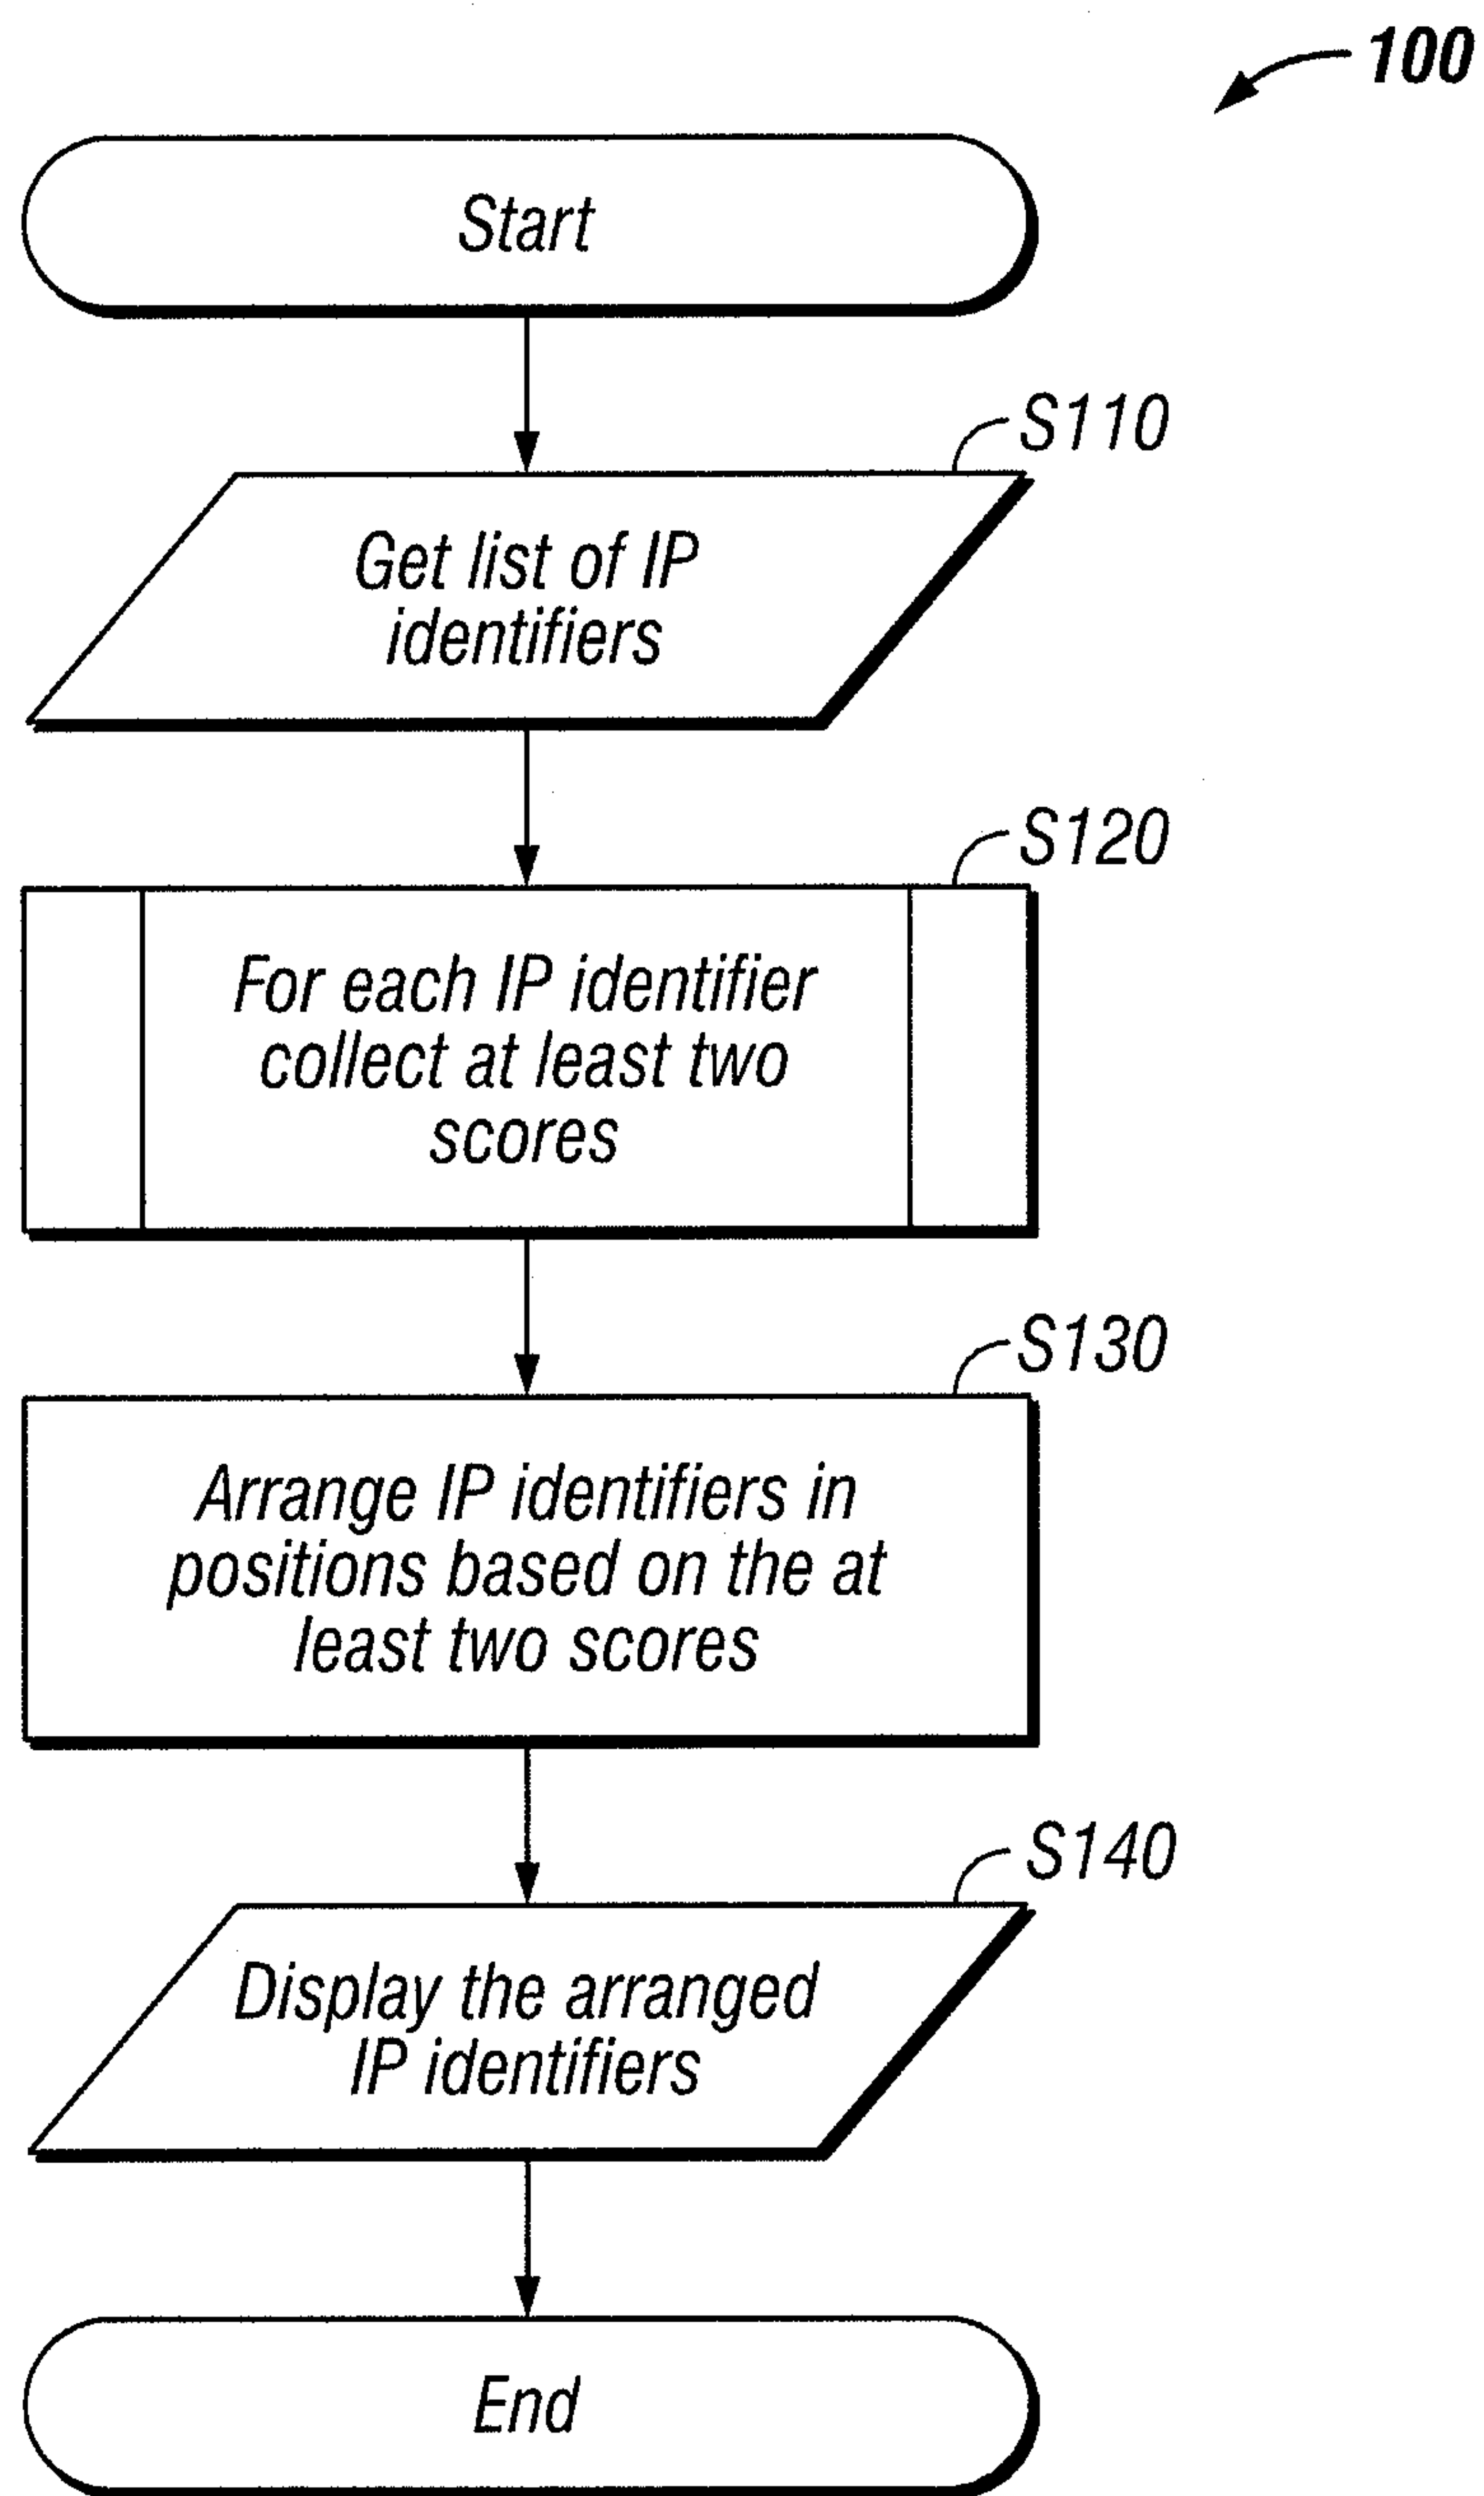 100
Start
S110
Get list of IP
identifiers
S120
For each IP identifier
collect at least two
scores
S130
Arrange IP identifiers in
positions based on the at
least two scores
S140
Display the arranged
IP identifiers
End